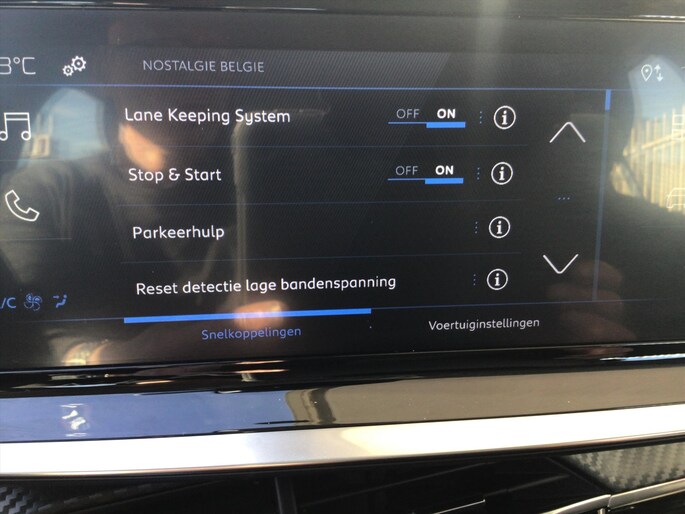 3°C
NOSTALGIE BELGIE
Lane Keeping System OFF ON
Stop & Start OFF ON
Parkeerhulp
Reset detectie lage bandenspanning
/C
Snelkoppelingen Voertuiginstellingen